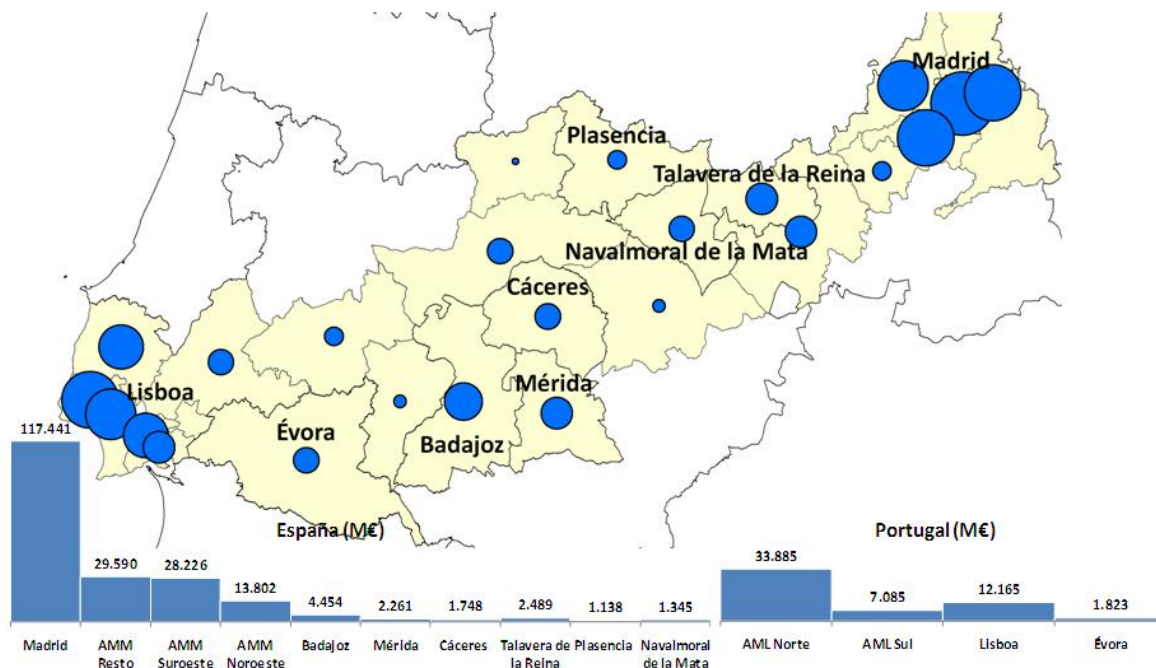 Madrid
Plasencia
Talavera de la Reina
Navalmoral de la Mata
Cáceres
Lisboa
Mérida
Évora
Badajoz
España (M€)
117.441
29.590
28.226
13.802
4.454
2.261
1.748
2.489
1.138
1.345
Madrid
AMM
Resto
AMM
Suroeste
AMM
Noroeste
Badajoz
Mérida
Cáceres
Talavera de
la Reina
Plasencia
Navalmoral
de la Mata
Portugal (M€)
33.885
7.085
12.165
1.823
AML Norte
AML Sul
Lisboa
Évora